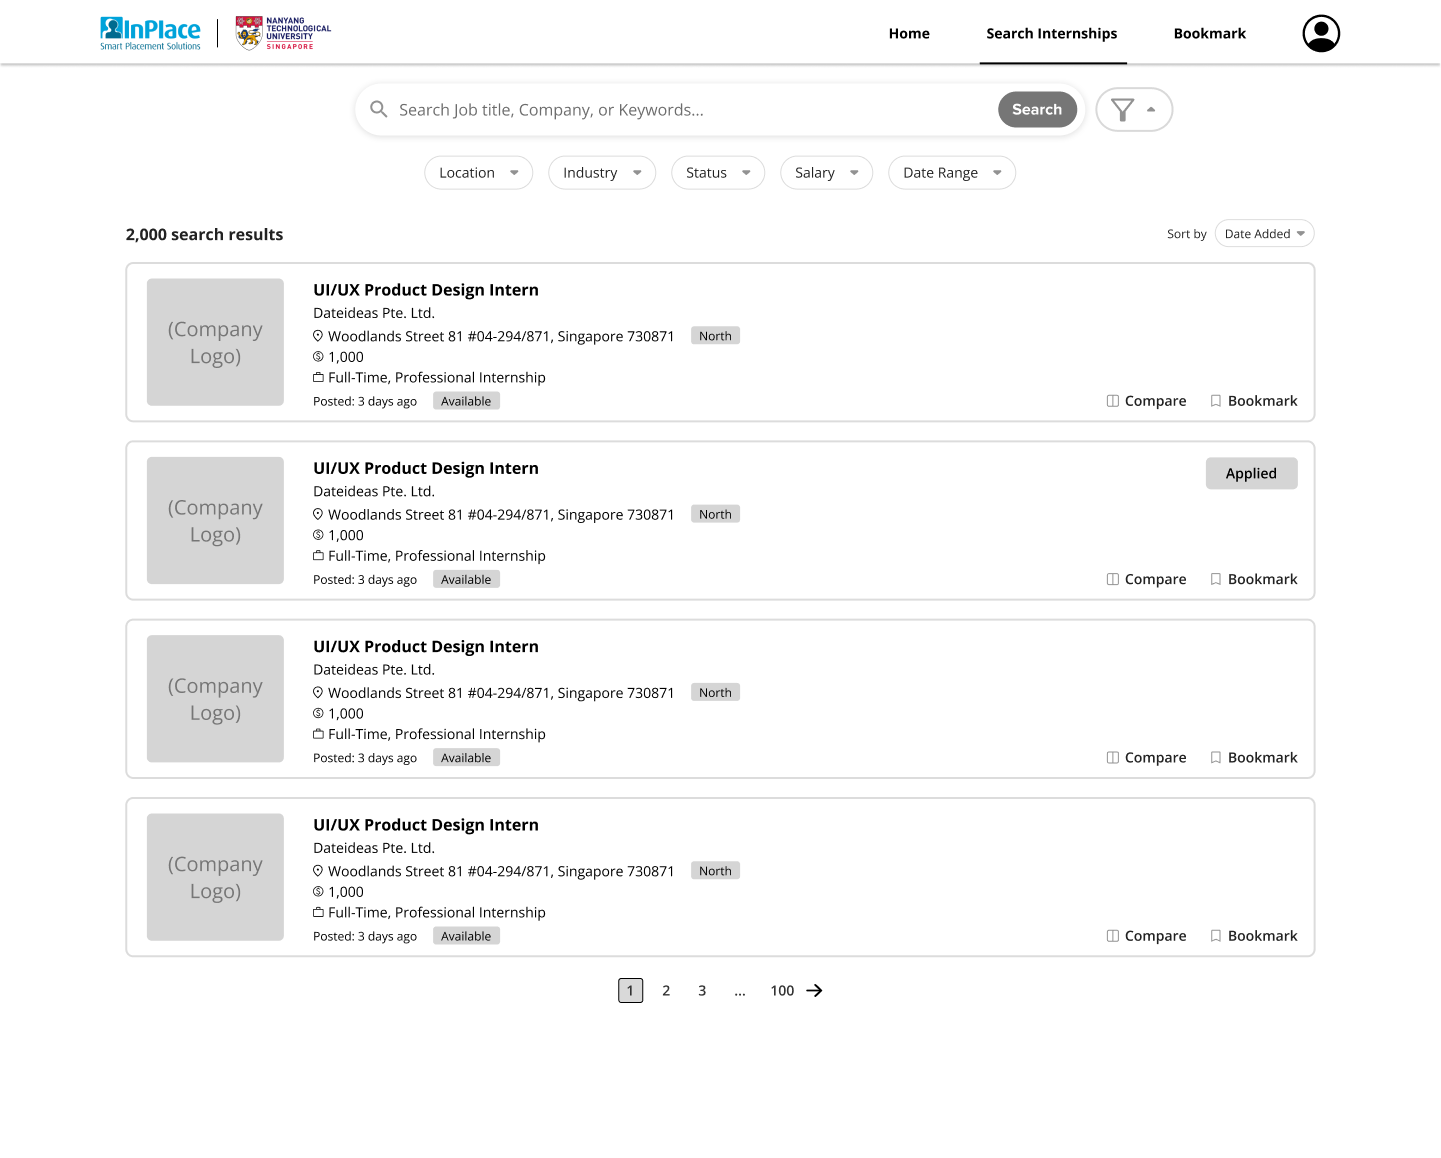 InPlace
Smart Placement Solutions
NANYANG
TECHNOLOGICAL
UNIVERSITY
SINGAPORE
Home
Search Internships
Bookmark
Search Job title, Company, or Keywords...
Search
Location
Industry
Status
Salary
Date Range
2,000 search results
Sort by
Date Added
(Company
Logo)
UI/UX Product Design Intern
Dateideas Pte. Ltd.
Woodlands Street 81 #04-294/871, Singapore 730871
North
1,000
Full-Time, Professional Internship
Posted: 3 days ago
Available
Compare
Bookmark
(Company
Logo)
UI/UX Product Design Intern
Applied
Dateideas Pte. Ltd.
Woodlands Street 81 #04-294/871, Singapore 730871
North
1,000
Full-Time, Professional Internship
Posted: 3 days ago
Available
Compare
Bookmark
(Company
Logo)
UI/UX Product Design Intern
Dateideas Pte. Ltd.
Woodlands Street 81 #04-294/871, Singapore 730871
North
1,000
Full-Time, Professional Internship
Posted: 3 days ago
Available
Compare
Bookmark
(Company
Logo)
UI/UX Product Design Intern
Dateideas Pte. Ltd.
Woodlands Street 81 #04-294/871, Singapore 730871
North
1,000
Full-Time, Professional Internship
Posted: 3 days ago
Available
Compare
Bookmark
1 2 3 ... 100